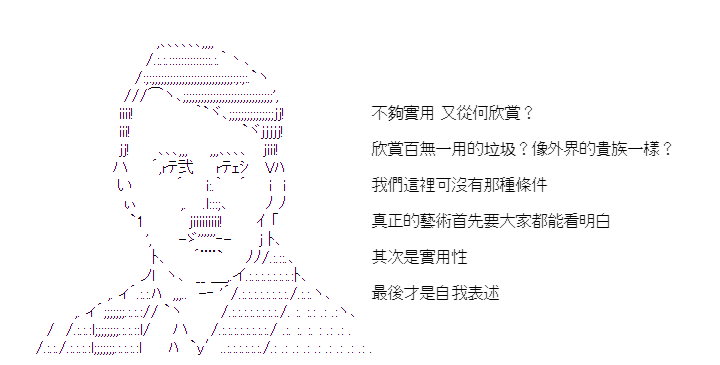 不夠實用 又從何欣賞？
欣賞百無一用的垃圾？像外界的貴族一樣？
我們這裡可沒有那種條件
真正的藝術首先要大家都能看明白
其次是實用性
最後才是自我表述